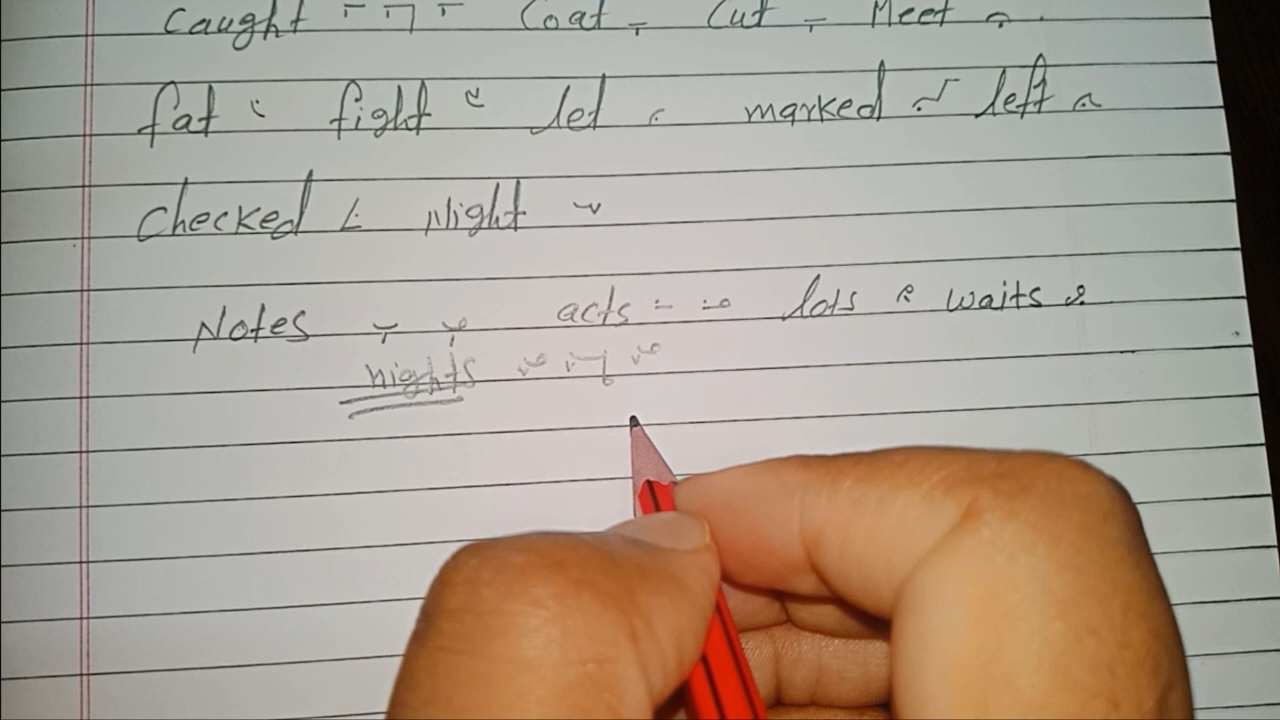 Caught Coat Cut Meet
fat fight let marked left
Checked Night
Notes acts lots waits
nights